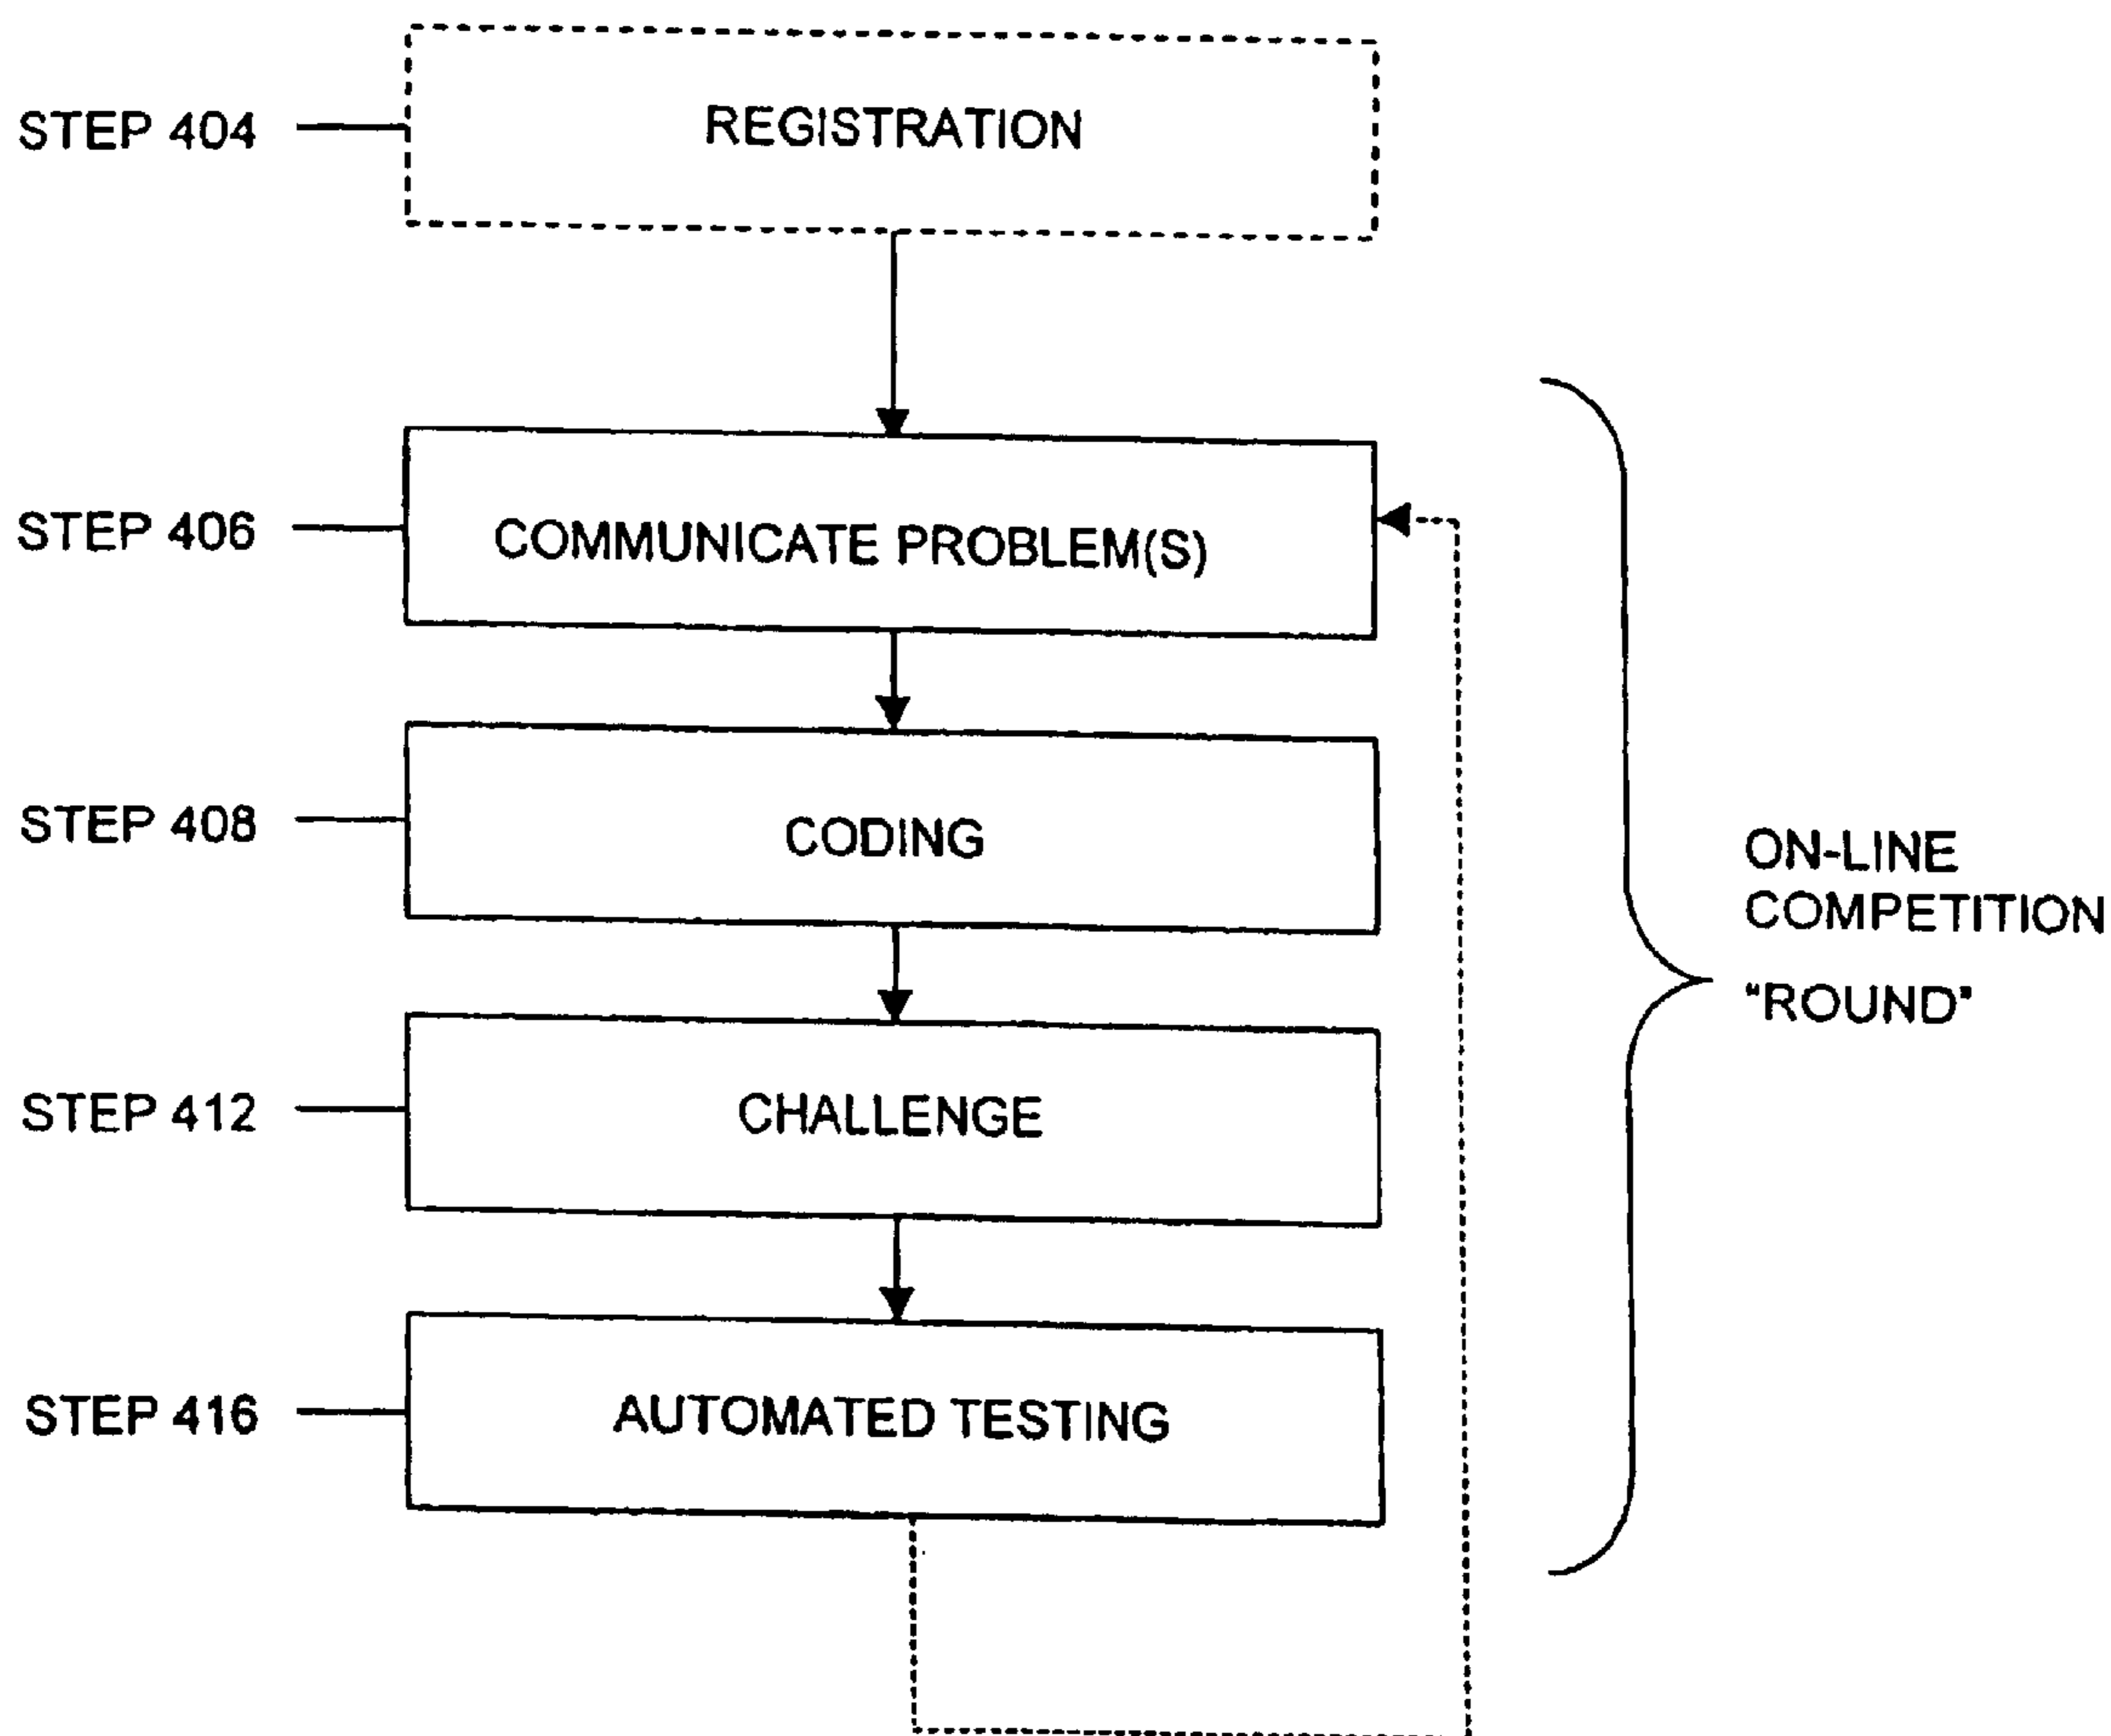 STEP 404
REGISTRATION
STEP 406
COMMUNICATE PROBLEM(S)
STEP 408
CODING
STEP 412
CHALLENGE
STEP 416
AUTOMATED TESTING
ON-LINE
COMPETITION
"ROUND"